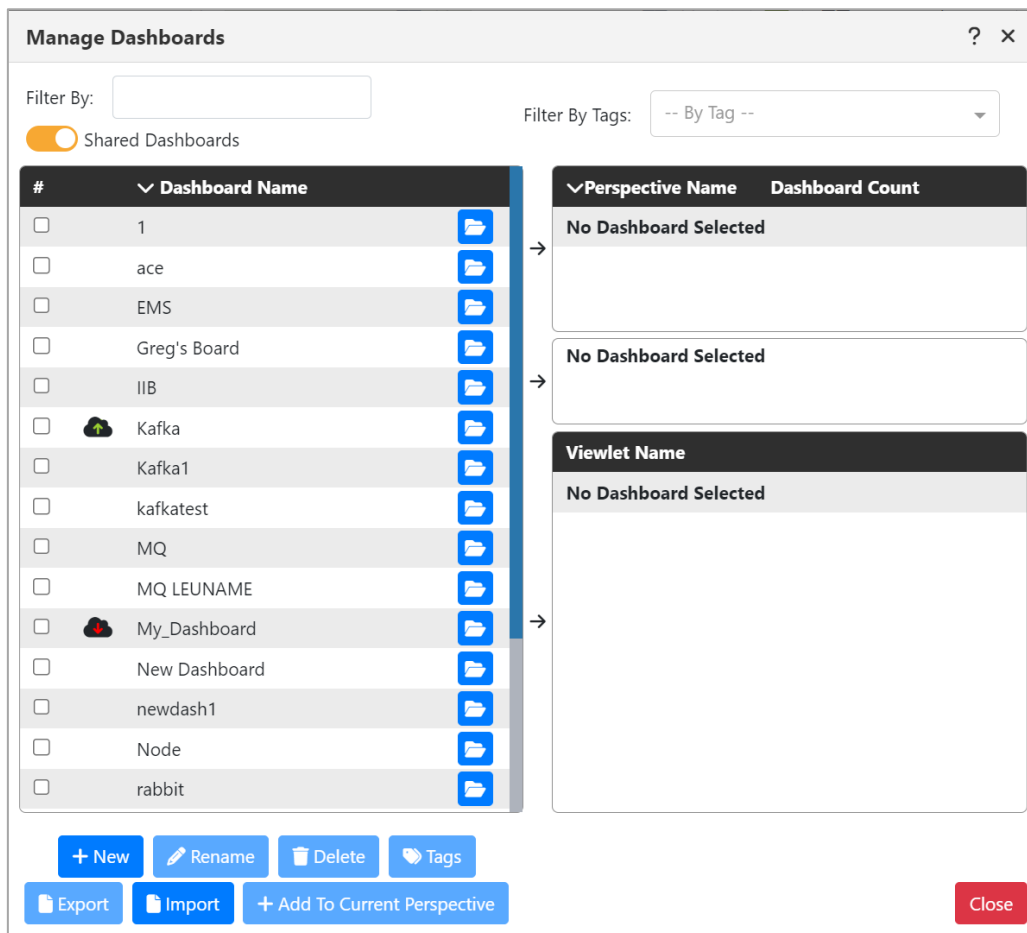 Manage Dashboards
? ×
Filter By:
Shared Dashboards
Filter By Tags: -- By Tag --
# Dashboard Name
1
ace
EMS
Greg's Board
IIB
Kafka
Kafka1
kafkatest
MQ
MQ LEUNAME
My_Dashboard
New Dashboard
newdash1
Node
rabbit
Perspective Name Dashboard Count
No Dashboard Selected
No Dashboard Selected
Viewlet Name
No Dashboard Selected
+ New Rename Delete Tags
Export Import + Add To Current Perspective
Close